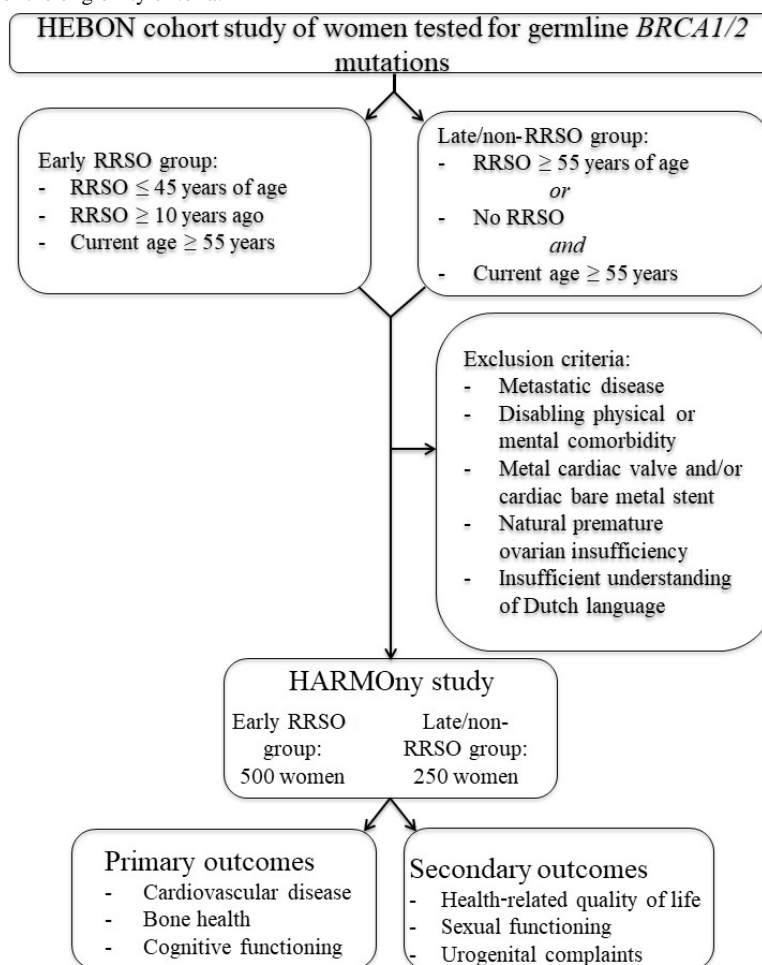 HEBON cohort study of women tested for germline BRCA1/2
mutations
Early RRSO group:
- RRSO ≤ 45 years of age
- RRSO ≥ 10 years ago
- Current age ≥ 55 years
Late/non-RRSO group:
- RRSO ≥ 55 years of age
or
- No RRSO
and
- Current age ≥ 55 years
Exclusion criteria:
- Metastatic disease
- Disabling physical or
mental comorbidity
- Metal cardiac valve and/or
cardiac bare metal stent
- Natural premature
ovarian insufficiency
- Insufficient understanding
of Dutch language
HARMOny study
Early RRSO
group:
500 women
Late/non-
RRSO group:
250 women
Primary outcomes
- Cardiovascular disease
- Bone health
- Cognitive functioning
Secondary outcomes
- Health-related quality of life
- Sexual functioning
- Urogenital complaints